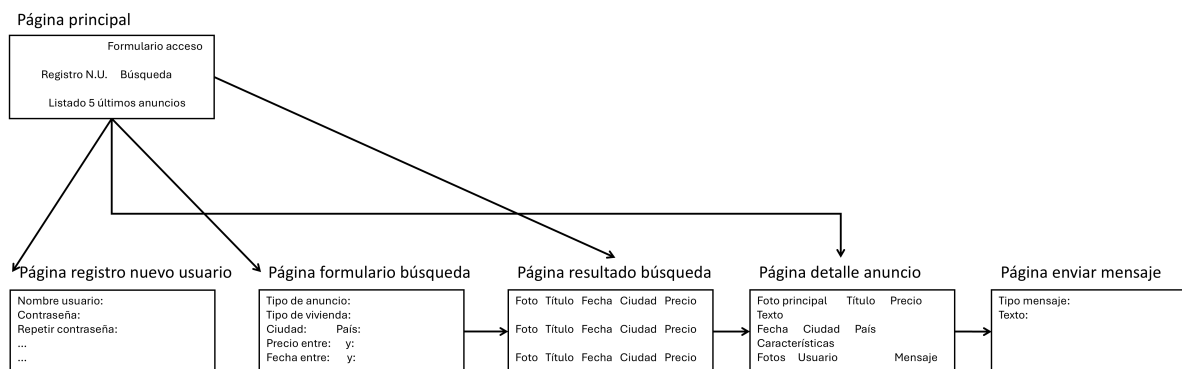 Página principal
Formulario acceso
Registro N.U. Búsqueda
Listado 5 últimos anuncios
Página registro nuevo usuario
Nombre usuario:
Contraseña:
Repetir contraseña:
...
...
Página formulario búsqueda
Tipo de anuncio:
Tipo de vivienda:
Ciudad: País:
Precio entre: y:
Fecha entre: y:
Página resultado búsqueda
Foto Título Fecha Ciudad Precio
Foto Título Fecha Ciudad Precio
Foto Título Fecha Ciudad Precio
Página detalle anuncio
Foto principal Título Precio
Texto
Fecha Ciudad País
Características
Fotos Usuario Mensaje
Página enviar mensaje
Tipo mensaje:
Texto: